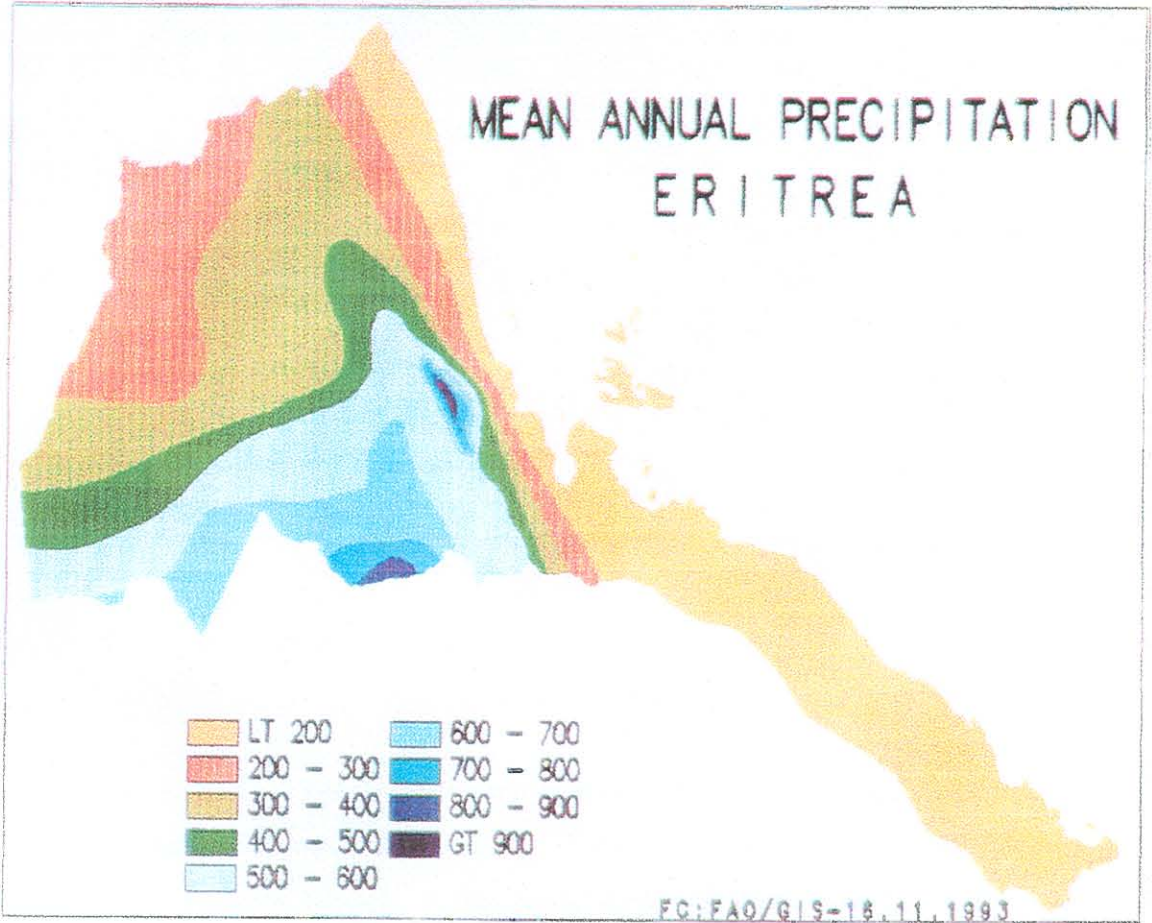 MEAN ANNUAL PRECIPITATION
ERITREA
LT 200
200 - 300
300 - 400
400 - 500
500 - 600
600 - 700
700 - 800
800 - 900
GT 900
FC:FAO/GIS-16.11.1993